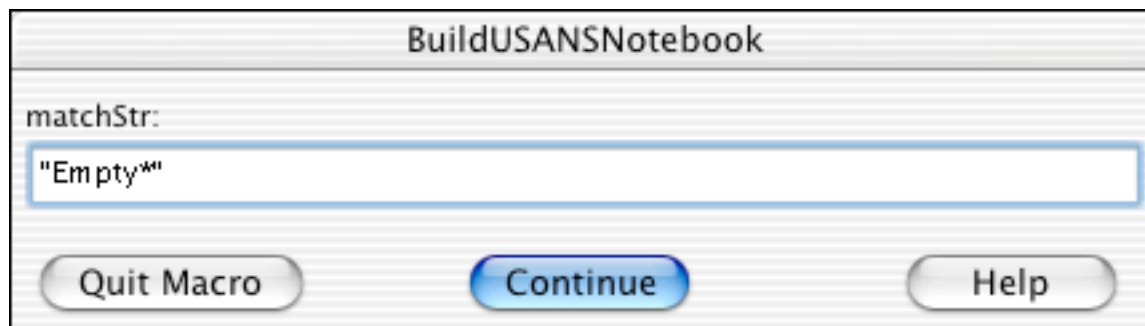 BuildUSANSNotebook
matchStr:
"Empty*"
Quit Macro Continue Help